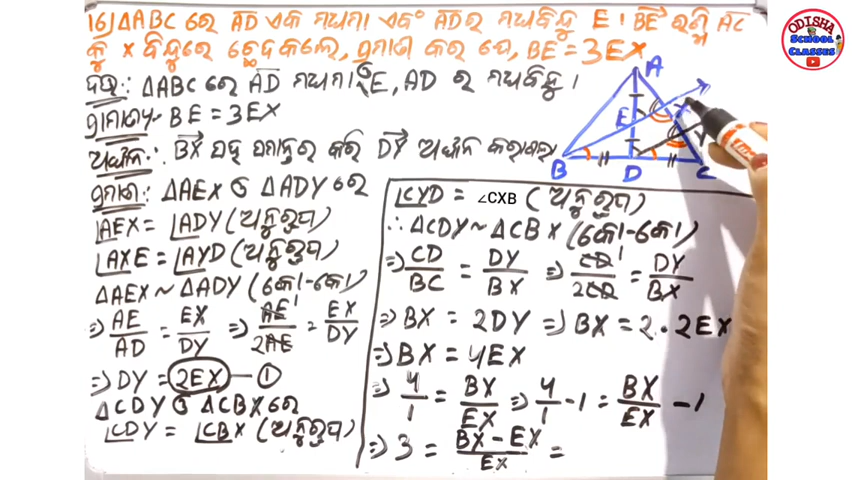 16) ΔABC ରେ AD ଏକ ମଧ୍ୟମା ଏବଂ ADର ମଧ୍ୟବିନ୍ଦୁ E । BE ରଶ୍ମି AC
କୁ X ବିନ୍ଦୁରେ ଛେଦକଲେ, ପ୍ରମାଣ କର ଯେ, BE = 3EX
ଦତ୍ତ: ΔABC ରେ AD ମଧ୍ୟମା ଓ E, AD ର ମଧ୍ୟବିନ୍ଦୁ ।
ପ୍ରାମାଣ୍ୟ- BE = 3EX
ଅଙ୍କନ: BX ସହ ସମାନ୍ତର କରି DY ଅଙ୍କନ କରାଯାଉ
ପ୍ରମାଣ: ΔAEX ଓ ΔADY ରେ
∠AEX = ∠ADY (ଅନୁରୂପ)
∠AXE = ∠AYD (ଅନୁରୂପ)
ΔAEX ~ ΔADY (କୋ-କୋ)
⇒ AE/AD = EX/DY ⇒ AE/2AE = EX/DY
⇒ DY = 2EX — ①
ΔCDY ଓ ΔCBX ରେ
∠CDY = ∠CBX (ଅନୁରୂପ)
∠CYD = ∠CXB (ଅନୁରୂପ)
∴ ΔCDY ~ ΔCBX (କୋ-କୋ)
⇒ CD/BC = DY/BX ⇒ CD/2CD = DY/BX
⇒ BX = 2DY ⇒ BX = 2.2EX
⇒ BX = 4EX
⇒ 4/1 = BX/EX ⇒ 4/1 - 1 = BX/EX - 1
⇒ 3 = BX - EX/EX =
A
E
B
D
C
ODISHA
School
CLASSES